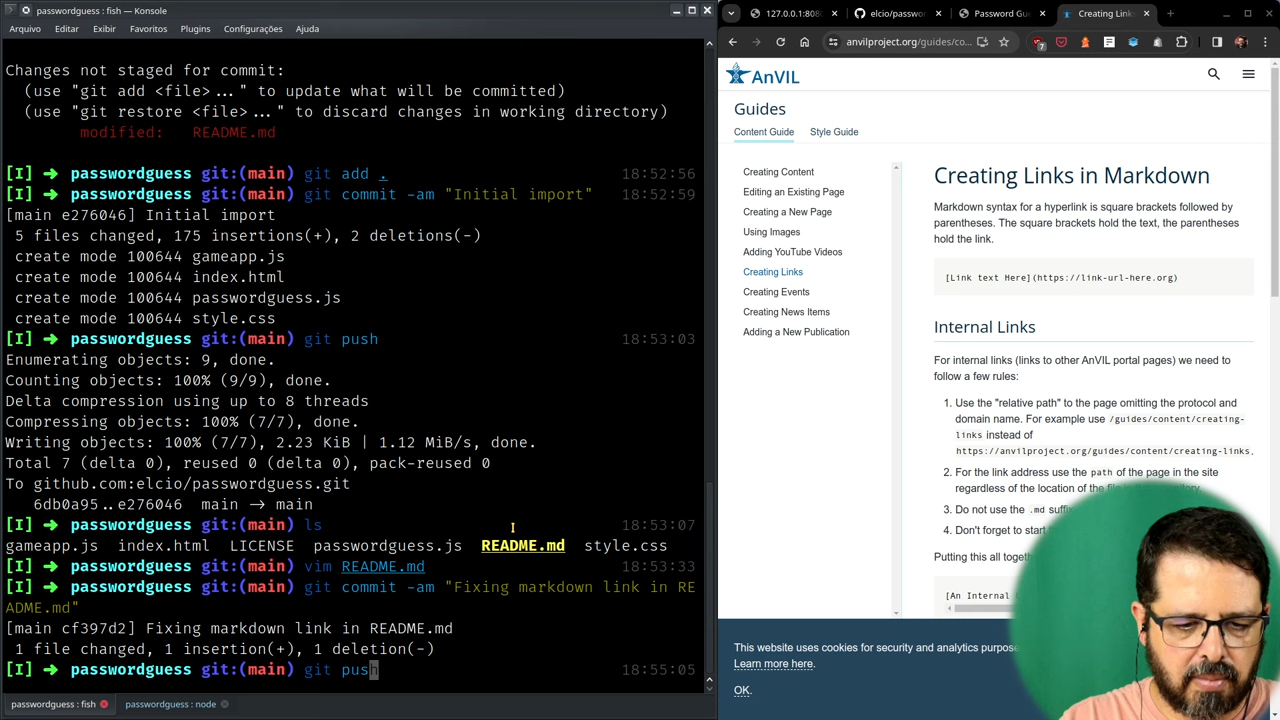 passwordguess : fish — Konsole
Arquivo Editar Exibir Favoritos Plugins Configurações Ajuda
Changes not staged for commit:
(use "git add <file>..." to update what will be committed)
(use "git restore <file>..." to discard changes in working directory)
modified: README.md
[I] ➜ passwordguess git:(main) git add . 18:52:56
[I] ➜ passwordguess git:(main) git commit -am "Initial import" 18:52:59
[main e276046] Initial import
5 files changed, 175 insertions(+), 2 deletions(-)
create mode 100644 gameapp.js
create mode 100644 index.html
create mode 100644 passwordguess.js
create mode 100644 style.css
[I] ➜ passwordguess git:(main) git push 18:53:03
Enumerating objects: 9, done.
Counting objects: 100% (9/9), done.
Delta compression using up to 8 threads
Compressing objects: 100% (7/7), done.
Writing objects: 100% (7/7), 2.23 KiB | 1.12 MiB/s, done.
Total 7 (delta 0), reused 0 (delta 0), pack-reused 0
To github.com:elcio/passwordguess.git
6db0a95..e276046 main -> main
[I] ➜ passwordguess git:(main) ls 18:53:07
gameapp.js index.html LICENSE passwordguess.js README.md style.css
[I] ➜ passwordguess git:(main) vim README.md 18:53:33
[I] ➜ passwordguess git:(main) git commit -am "Fixing markdown link in RE
ADME.md"
[main cf397d2] Fixing markdown link in README.md
1 file changed, 1 insertion(+), 1 deletion(-)
[I] ➜ passwordguess git:(main) git push 18:55:05
passwordguess : fish passwordguess : node
127.0.0.1:808 elcio/passwor Password Gue Creating Links
anvilproject.org/guides/co...
7
AnVIL
Guides
Content Guide Style Guide
Creating Content
Editing an Existing Page
Creating a New Page
Using Images
Adding YouTube Videos
Creating Links
Creating Events
Creating News Items
Adding a New Publication
Creating Links in Markdown
Markdown syntax for a hyperlink is square brackets followed by
parentheses. The square brackets hold the text, the parentheses
hold the link.
[Link text Here](https://link-url-here.org)
Internal Links
For internal links (links to other AnVIL portal pages) we need to
follow a few rules:
1. Use the "relative path" to the page omitting the protocol and
domain name. For example use /guides/content/creating-
links instead of
https://anvilproject.org/guides/content/creating-links.
2. For the link address use the path of the page in the site
regardless of the location of the file in
3. Do not use the .md suff
4. Don't forget to start
Putting this all togethe
[An Internal L
This website uses cookies for security and analytics purpose
Learn more here.
OK.